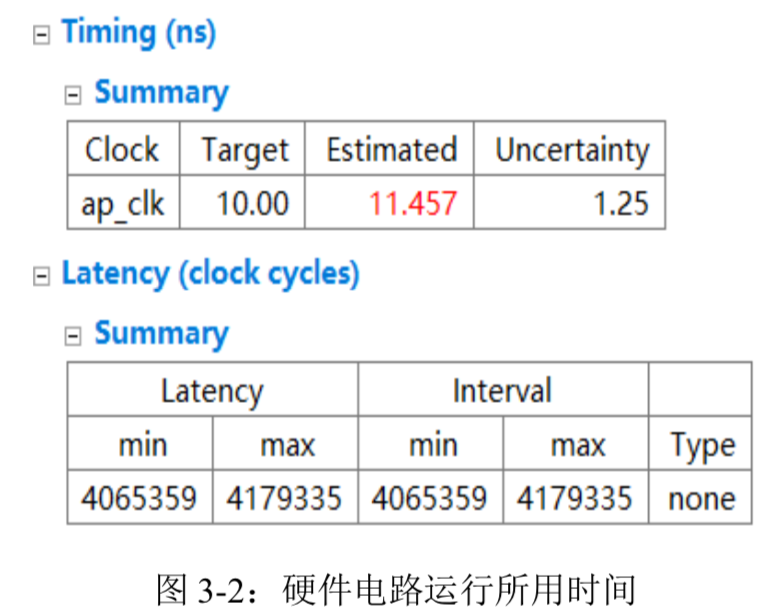 Timing (ns)
Summary
Clock Target Estimated Uncertainty
ap_clk 10.00 11.457 1.25
Latency (clock cycles)
Summary
Latency Interval
min max min max Type
4065359 4179335 4065359 4179335 none
图 3-2：硬件电路运行所用时间